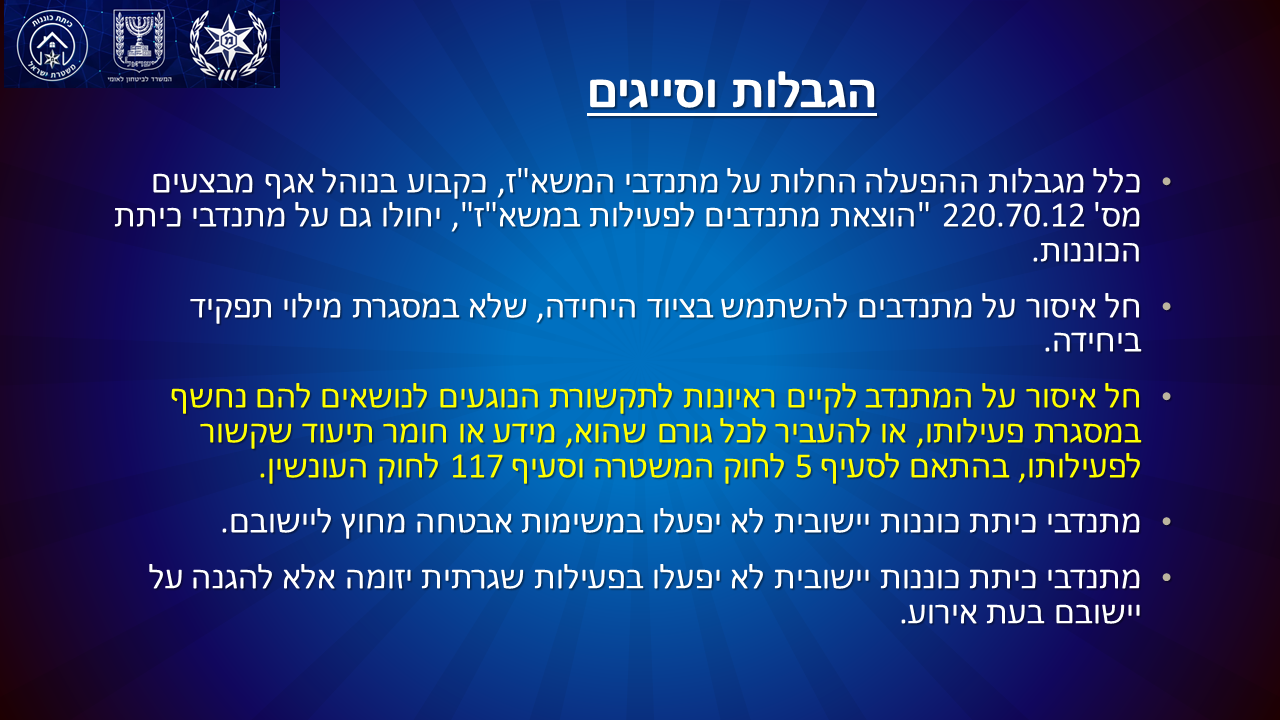 כיתת כוננות
משטרת ישראל
המשרד לביטחון לאומי
הגבלות וסייגים
• כלל מגבלות ההפעלה החלות על מתנדבי המשא"ז, כקבוע בנוהל אגף מבצעים
מס' 220.70.12 "הוצאת מתנדבים לפעילות במשא"ז", יחולו גם על מתנדבי כיתת
הכוננות.
• חל איסור על מתנדבים להשתמש בציוד היחידה, שלא במסגרת מילוי תפקיד
ביחידה.
• חל איסור על המתנדב לקיים ראיונות לתקשורת הנוגעים לנושאים להם נחשף
במסגרת פעילותו, או להעביר לכל גורם שהוא, מידע או חומר תיעוד שקשור
לפעילותו, בהתאם לסעיף 5 לחוק המשטרה וסעיף 117 לחוק העונשין.
• מתנדבי כיתת כוננות יישובית לא יפעלו במשימות אבטחה מחוץ ליישובם.
• מתנדבי כיתת כוננות יישובית לא יפעלו בפעילות שגרתית יזומה אלא להגנה על
יישובם בעת אירוע.